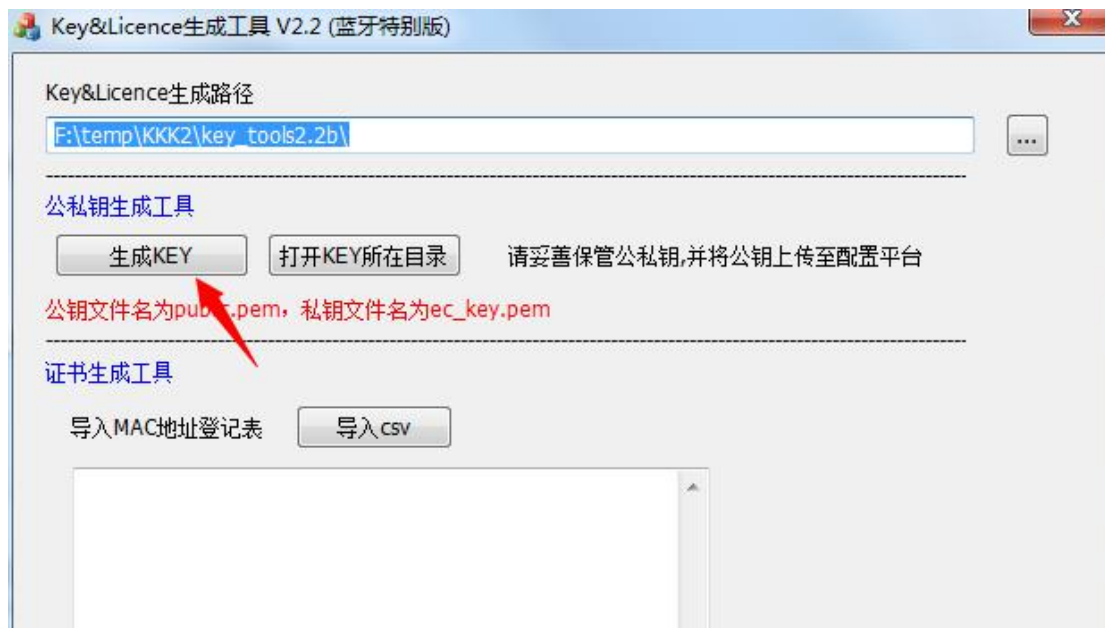 Key&Licence生成工具 V2.2 (蓝牙特别版)
Key&Licence生成路径
F:\temp\KKK2\key_tools2.2b\
...
公私钥生成工具
生成KEY 打开KEY所在目录 请妥善保管公私钥,并将公钥上传至配置平台
公钥文件名为public.pem，私钥文件名为ec_key.pem
证书生成工具
导入MAC地址登记表 导入csv